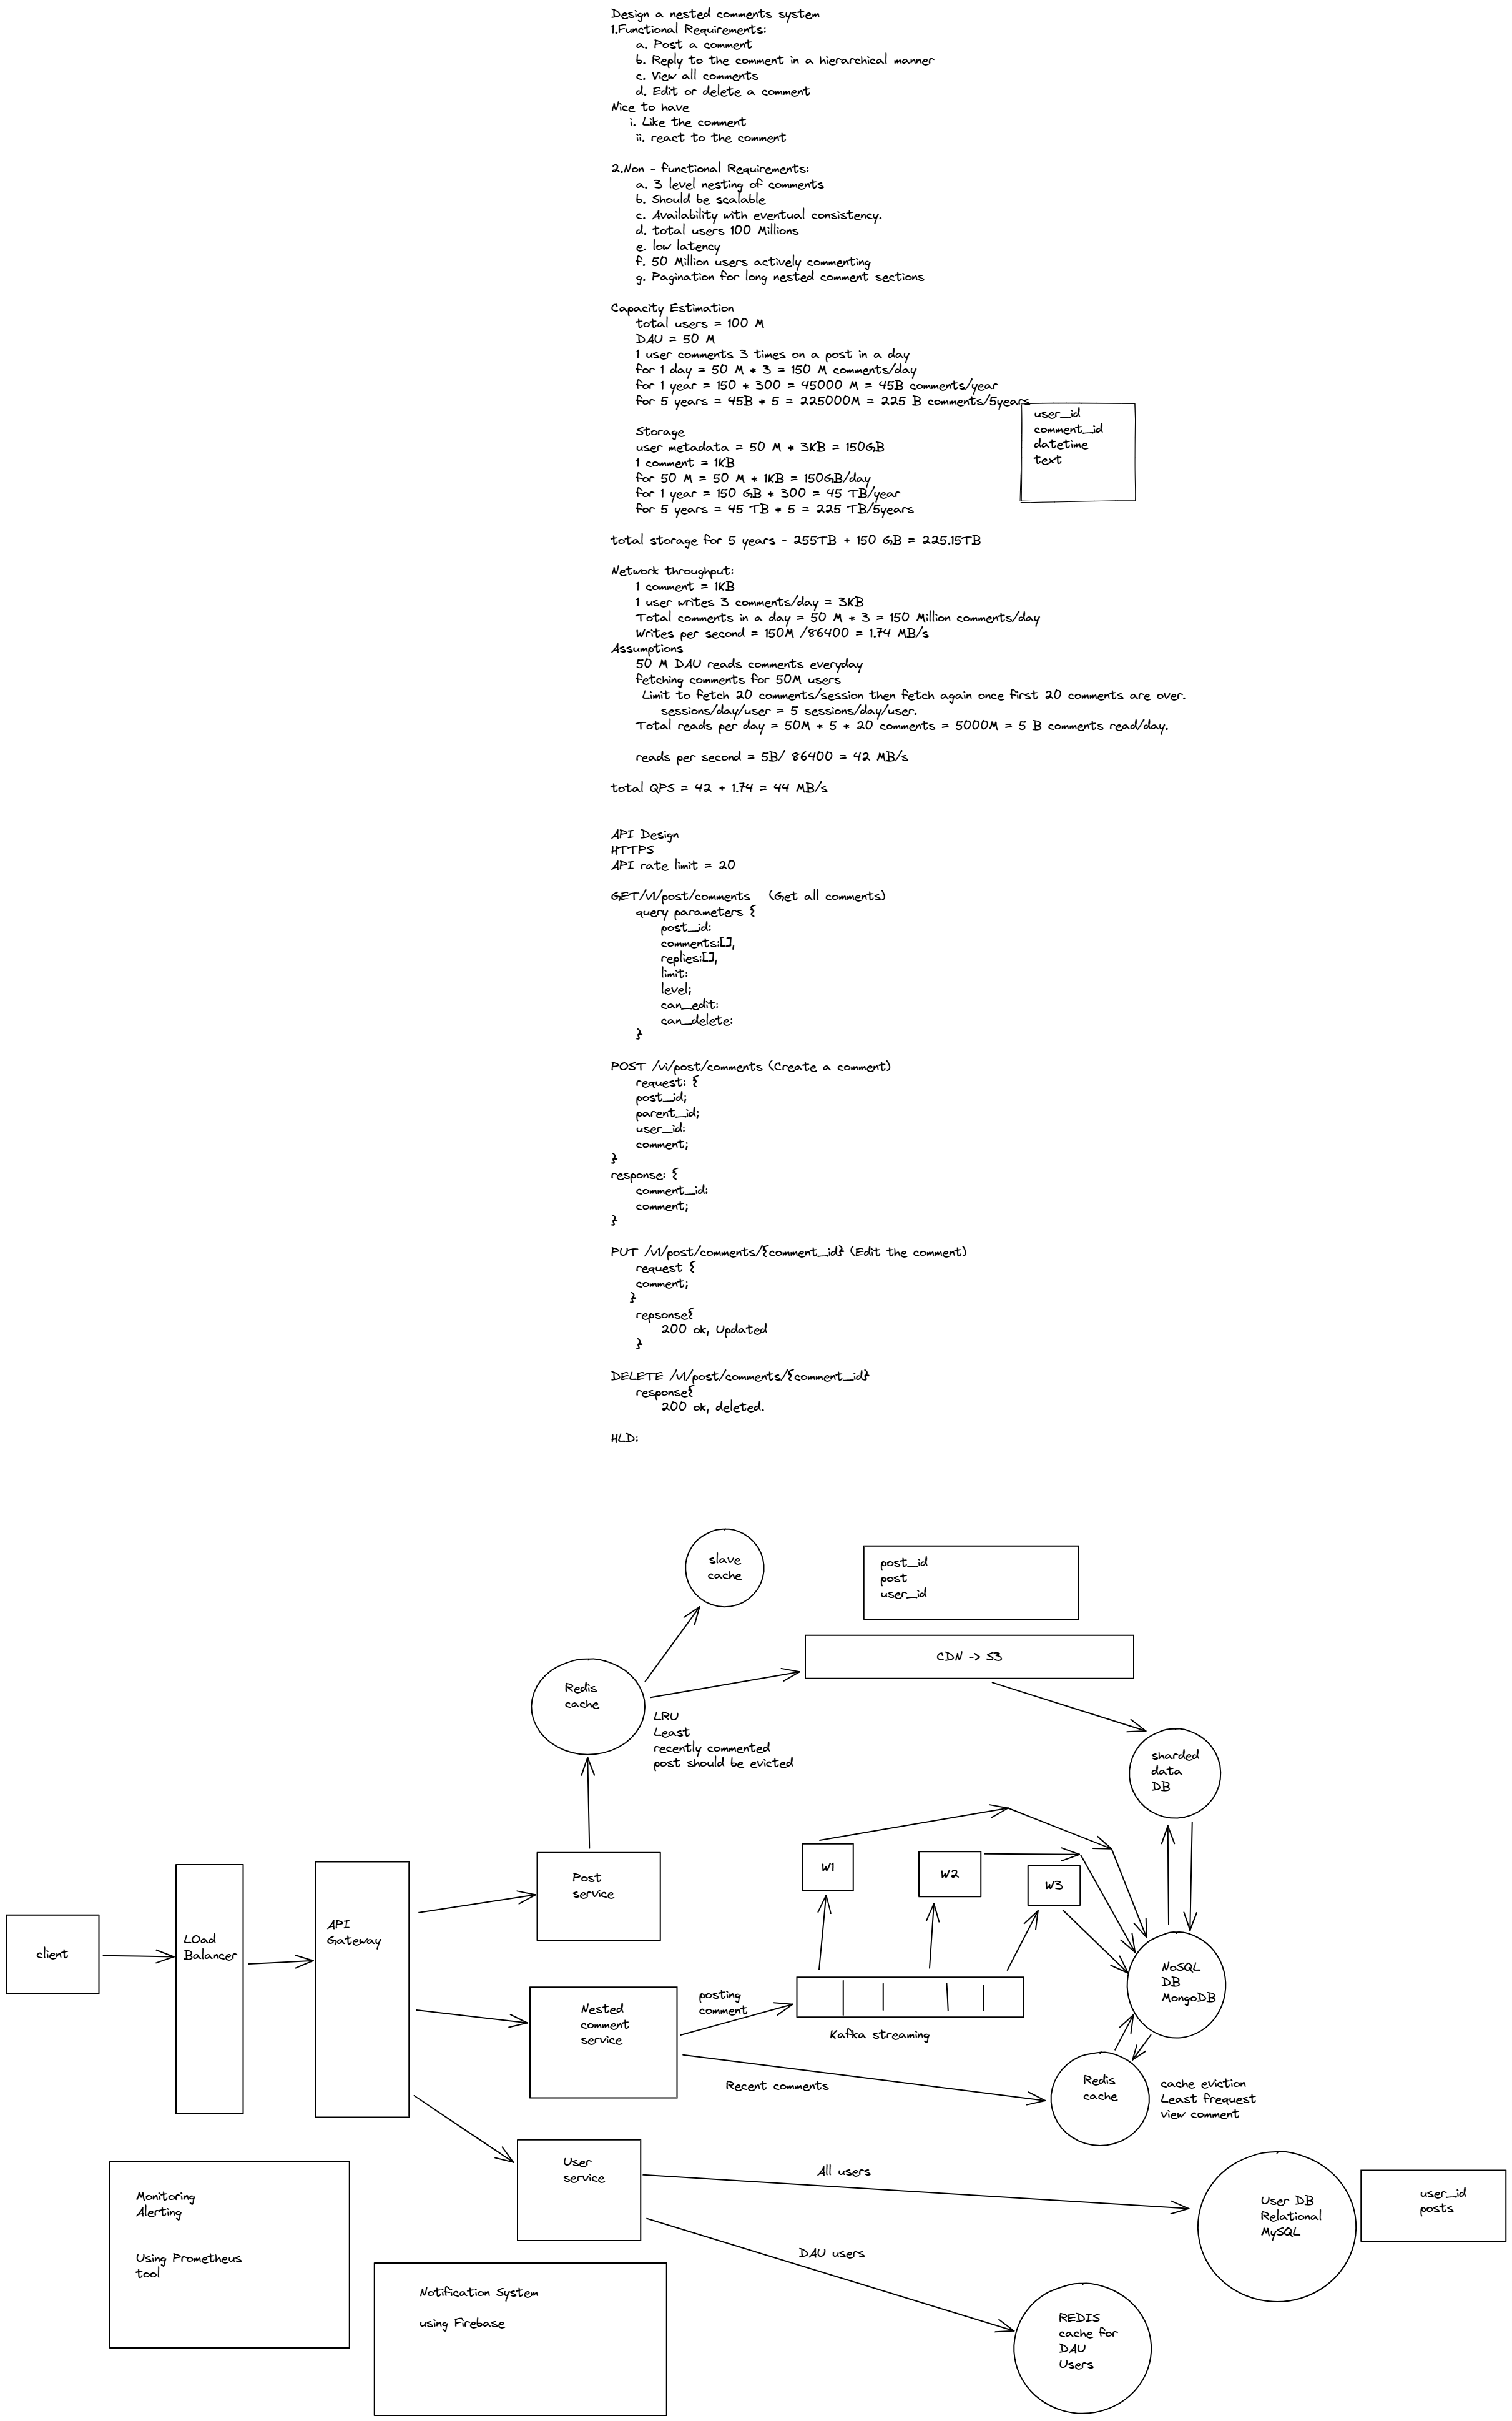 Design a nested comments system
1.Functional Requirements:
a. Post a comment
b. Reply to the comment in a hierarchical manner
c. View all comments
d. Edit or delete a comment
Nice to have
i. Like the comment
ii. react to the comment
2.Non - functional Requirements:
a. 3 level nesting of comments
b. Should be scalable
c. Availability with eventual consistency.
d. total users 100 Millions
e. low latency
f. 50 Million users actively commenting
g. Pagination for long nested comment sections
Capacity Estimation
total users = 100 M
DAU = 50 M
1 user comments 3 times on a post in a day
for 1 day = 50 M * 3 = 150 M comments/day
for 1 year = 150 * 300 = 45000 M = 45B comments/year
for 5 years = 45B * 5 = 225000M = 225 B comments/5years
user_id
comment_id
datetime
text
Storage
user metadata = 50 M * 3KB = 150GB
1 comment = 1KB
for 50 M = 50 M * 1KB = 150GB/day
for 1 year = 150 GB * 300 = 45 TB/year
for 5 years = 45 TB * 5 = 225 TB/5years
total storage for 5 years - 255TB + 150 GB = 225.15TB
Network throughput:
1 comment = 1KB
1 user writes 3 comments/day = 3KB
Total comments in a day = 50 M * 3 = 150 Million comments/day
Writes per second = 150M /86400 = 1.74 MB/s
Assumptions
50 M DAU reads comments everyday
fetching comments for 50M users
Limit to fetch 20 comments/session then fetch again once first 20 comments are over.
sessions/day/user = 5 sessions/day/user.
Total reads per day = 50M * 5 * 20 comments = 5000M = 5 B comments read/day.
reads per second = 5B/ 86400 = 42 MB/s
total QPS = 42 + 1.74 = 44 MB/s
API Design
HTTPS
API rate limit = 20
GET/v1/post/comments (Get all comments)
query parameters {
post_id:
comments:[],
replies:[],
limit:
level;
can_edit:
can_delete:
}
POST /vi/post/comments (Create a comment)
request: {
post_id;
parent_id;
user_id:
comment;
}
response: {
comment_id:
comment;
}
PUT /v1/post/comments/{comment_id} (Edit the comment)
request {
comment;
}
repsonse{
200 ok, Updated
}
DELETE /v1/post/comments/{comment_id}
response{
200 ok, deleted.
HLD:
slave
cache
post_id
post
user_id
CDN -> S3
Redis
cache
LRU
Least
recently commented
post should be evicted
sharded
data
DB
Post
service
W1
W2
W3
client
LOad
Balancer
API
Gateway
NoSQL
DB
MongoDB
Nested
comment
service
posting
comment
Kafka streaming
Recent comments
Redis
cache
cache eviction
Least frequest
view comment
User
service
All users
User DB
Relational
MySQL
user_id
posts
Monitoring
Alerting
Using Prometheus
tool
DAU users
Notification System
using Firebase
REDIS
cache for
DAU
Users